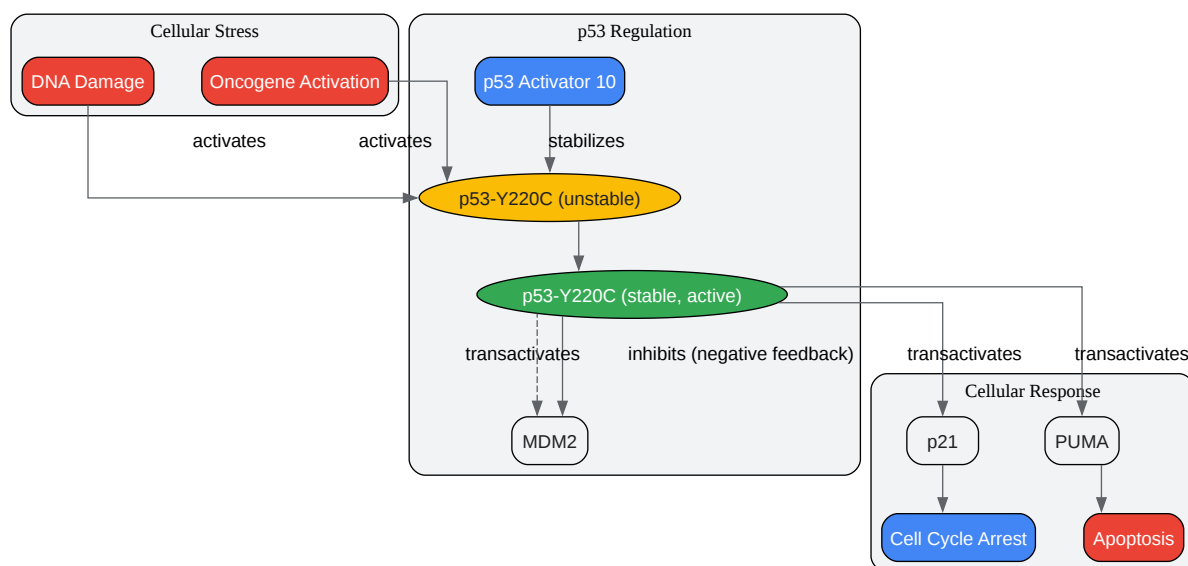 Cellular Stress
p53 Regulation
DNA Damage
Oncogene Activation
p53 Activator 10
activates
activates
stabilizes
p53-Y220C (unstable)
p53-Y220C (stable, active)
transactivates
inhibits (negative feedback)
transactivates
transactivates
Cellular Response
MDM2
p21
PUMA
Cell Cycle Arrest
Apoptosis